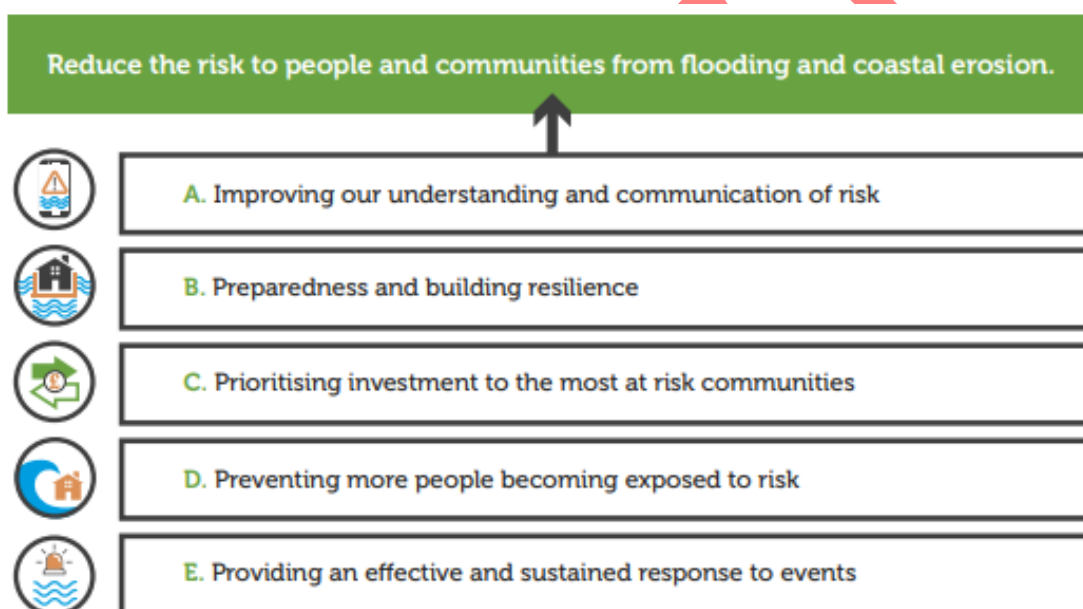 Reduce the risk to people and communities from flooding and coastal erosion.
A. Improving our understanding and communication of risk
B. Preparedness and building resilience
C. Prioritising investment to the most at risk communities
D. Preventing more people becoming exposed to risk
E. Providing an effective and sustained response to events